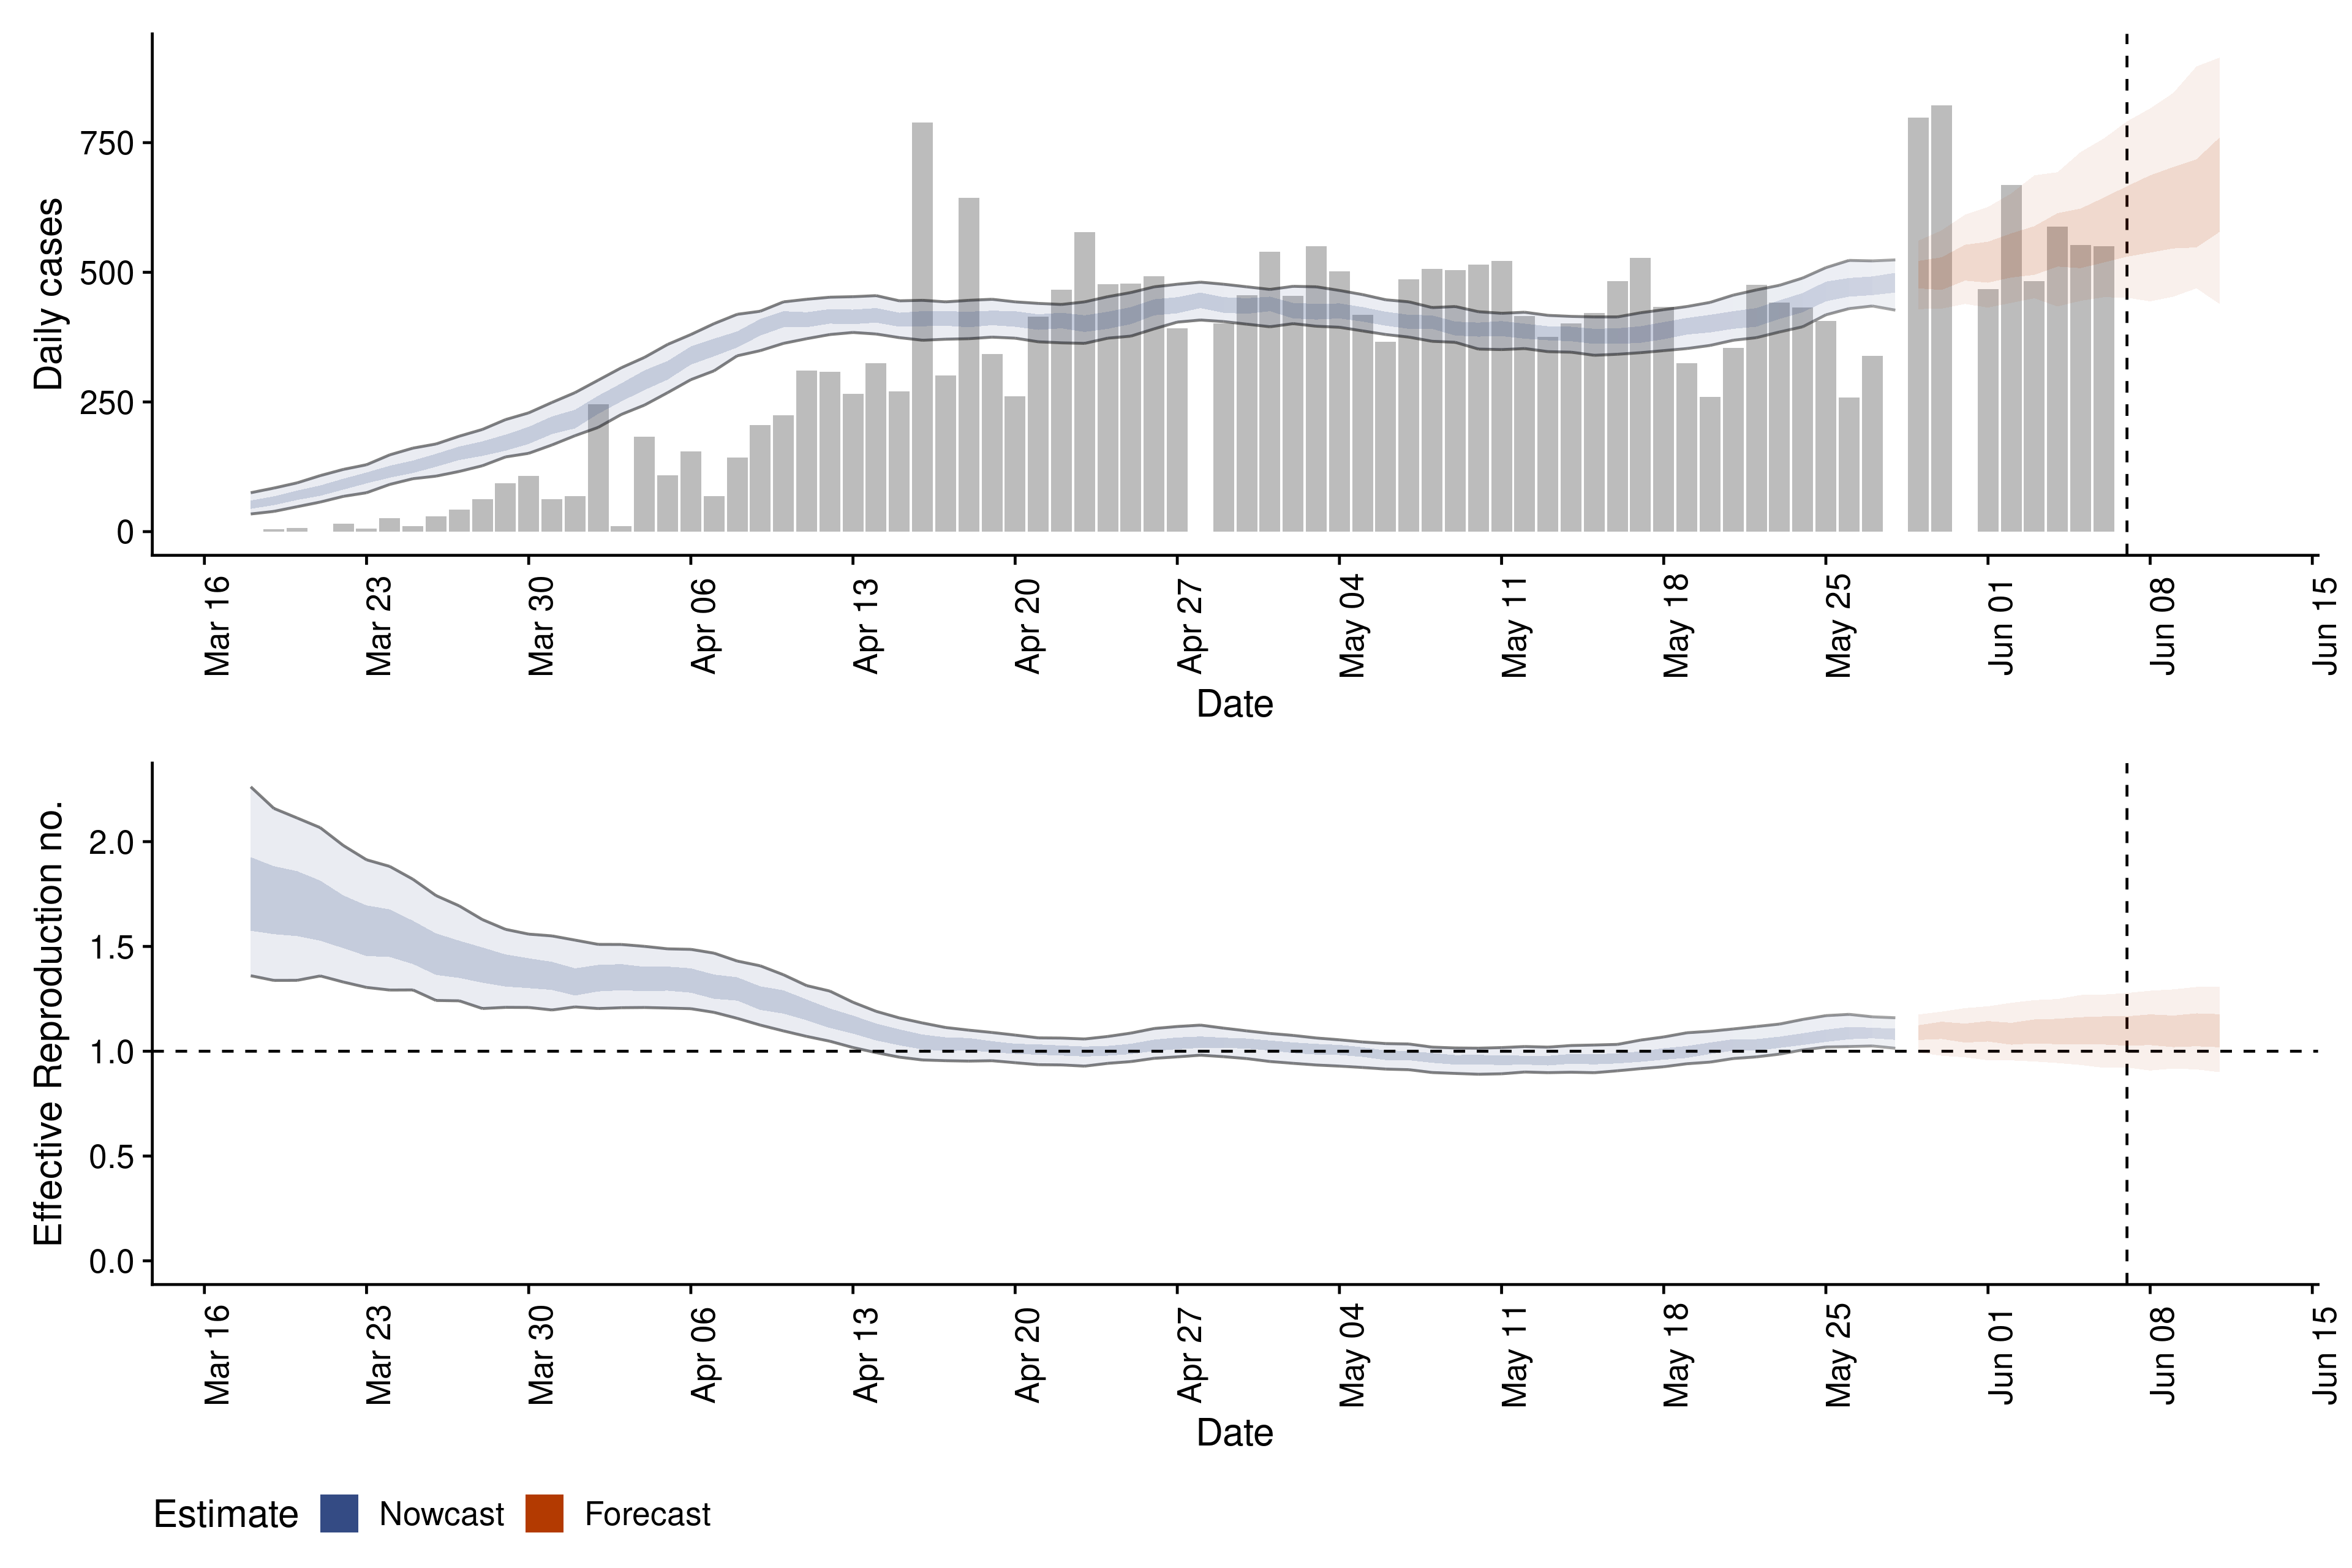 Daily cases
750
500
250
0
Mar 16
Mar 23
Mar 30
Apr 06
Apr 13
Apr 20
Apr 27
May 04
May 11
May 18
May 25
Jun 01
Jun 08
Jun 15
Date
Effective Reproduction no.
2.0
1.5
1.0
0.5
0.0
Mar 16
Mar 23
Mar 30
Apr 06
Apr 13
Apr 20
Apr 27
May 04
May 11
May 18
May 25
Jun 01
Jun 08
Jun 15
Date
Estimate Nowcast Forecast